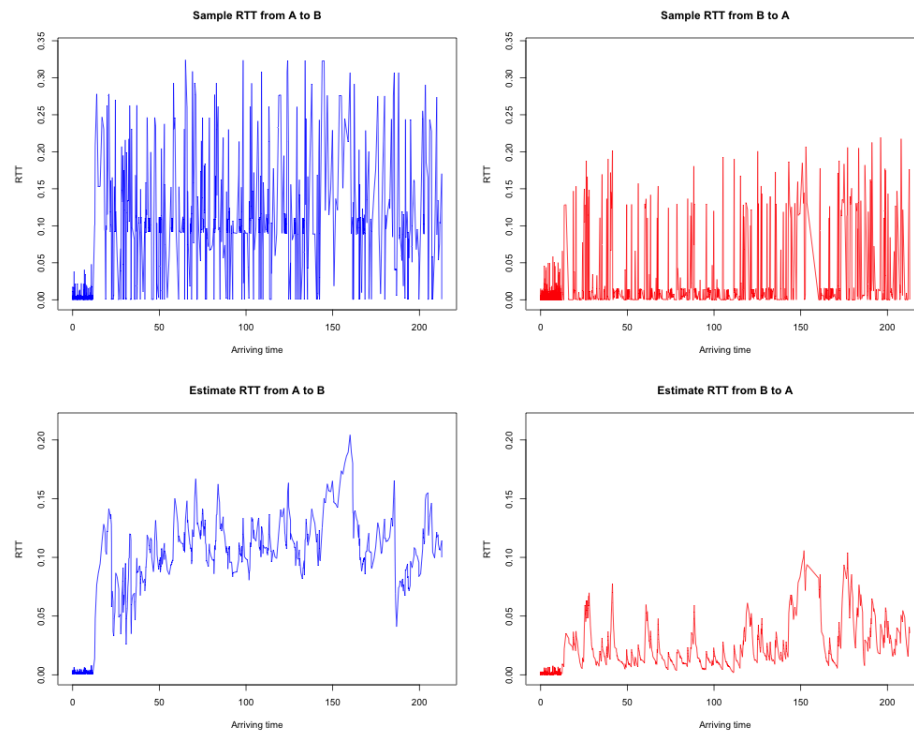 Sample RTT from A to B
RTT
0.00 0.05 0.10 0.15 0.20 0.25 0.30 0.35
0 50 100 150 200
Arriving time
Sample RTT from B to A
RTT
0.00 0.05 0.10 0.15 0.20 0.25 0.30 0.35
0 50 100 150 200
Arriving time
Estimate RTT from A to B
RTT
0.00 0.05 0.10 0.15 0.20
0 50 100 150 200
Arriving time
Estimate RTT from B to A
RTT
0.00 0.05 0.10 0.15 0.20
0 50 100 150 200
Arriving time